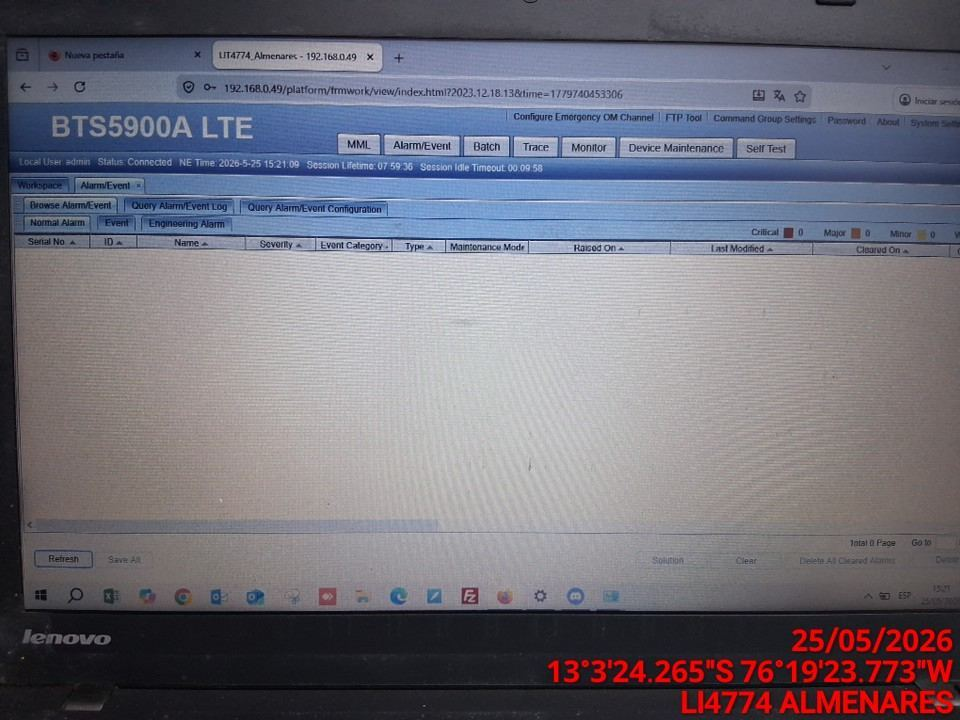 Nueva pestaña
LIT4774_Almenares - 192.168.0.49
192.168.0.49/platform/frmwork/view/index.html?2023.12.18.13&time=1779740453306
Configure Emergency OM Channel FTP Tool Command Group Settings Password About
BTS5900A LTE
MML Alarm/Event Batch Trace Monitor Device Maintenance Self Test
Local User admin Status: Connected NE Time: 2026-5-25 15:21:09 Session Lifetime: 07:59:36 Session Idle Timeout: 00:09:58
Workspace Alarm/Event
Browse Alarm/Event Query Alarm/Event Log Query Alarm/Event Configuration
Normal Alarm Event Engineering Alarm
Critical 0 Major 0 Minor 0
Serial No ID Name Severity Event Category Type Maintenance Mode Raised On Last Modified Cleared On
Total 0 Page Go to
Refresh Save All Solution Clear Delete All Cleared Alarms
ESP
15:21
lenovo
25/05/2026
13°3'24.265"S 76°19'23.773"W
LI4774 ALMENARES